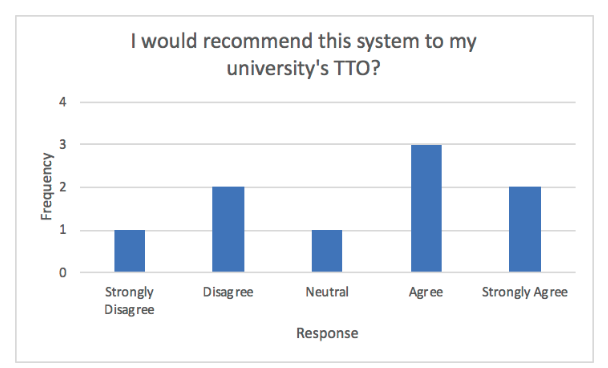 I would recommend this system to my
university's TTO?
4
3
2
1
0
Frequency
Strongly
Disagree
Disagree
Neutral
Agree
Strongly Agree
Response